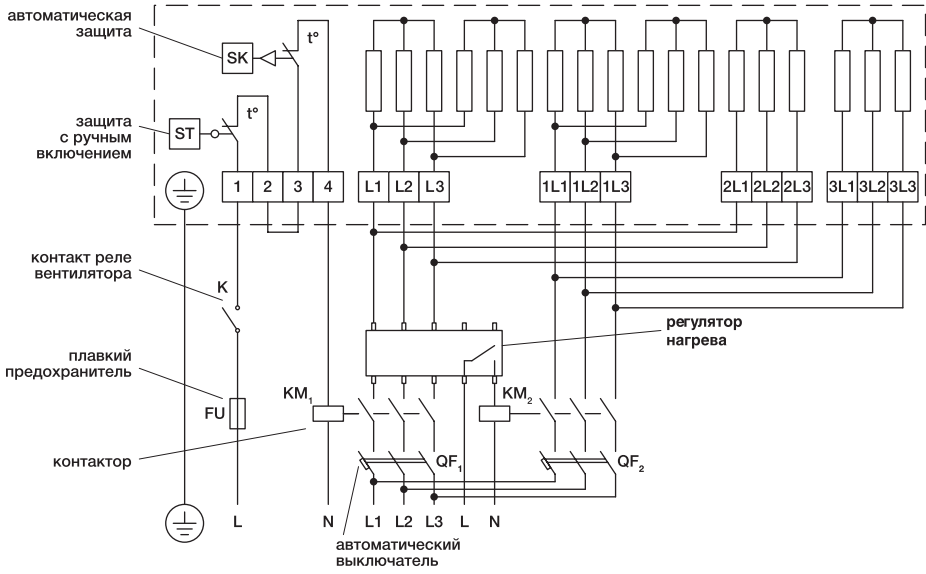 автоматическая
защита
SK
t°
защита
с ручным
включением
ST
t°
1 2 3 4
L1 L2 L3
1L1 1L2 1L3
2L1 2L2 2L3
3L1 3L2 3L3
контакт реле
вентилятора
K
регулятор
нагрева
плавкий
предохранитель
FU
KM1
KM2
контактор
QF1
QF2
L
N
L1 L2 L3 L N
автоматический
выключатель